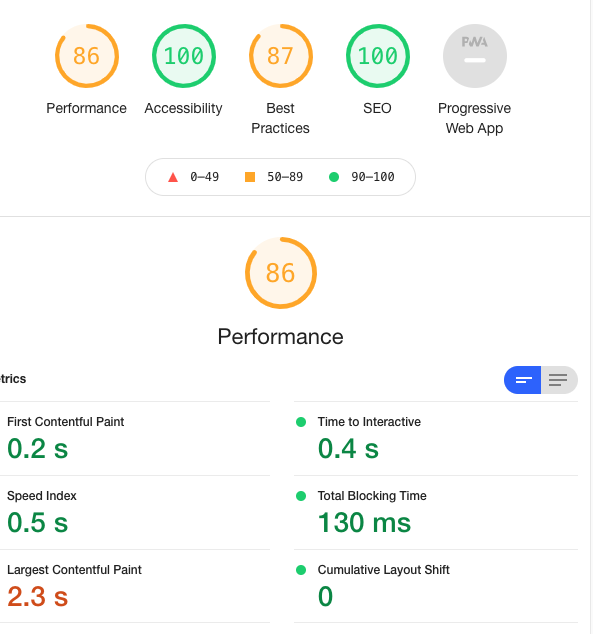 86
100
87
100
PWA
Performance
Accessibility
Best
Practices
SEO
Progressive
Web App
0–49
50–89
90–100
86
Performance
trics
First Contentful Paint
0.2 s
Time to Interactive
0.4 s
Speed Index
0.5 s
Total Blocking Time
130 ms
Largest Contentful Paint
2.3 s
Cumulative Layout Shift
0